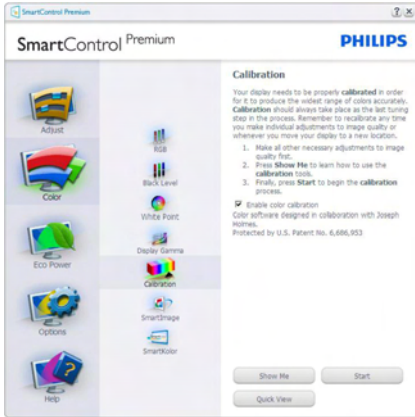 SmartControl Premium
SmartControl Premium
PHILIPS
Adjust
Color
Eco Power
Options
Help
RGB
Black Level
White Point
Display Gamma
Calibration
SmartImage
SmartKolor
Calibration
Your display needs to be properly calibrated in order
for it to produce the widest range of colors accurately.
Calibration should always take place as the last tuning
step in the process. Remember to recalibrate any time
you make individual adjustments to image quality or
whenever you move your display to a new location.
1. Make all other necessary adjustments to image
quality first.
2. Press Show Me to learn how to use the
calibration tools.
3. Finally, press Start to begin the calibration
process.
Enable color calibration
Color software designed in collaboration with Joseph
Holmes.
Protected by U.S. Patent No. 6,686,953
Show Me
Start
Quick View